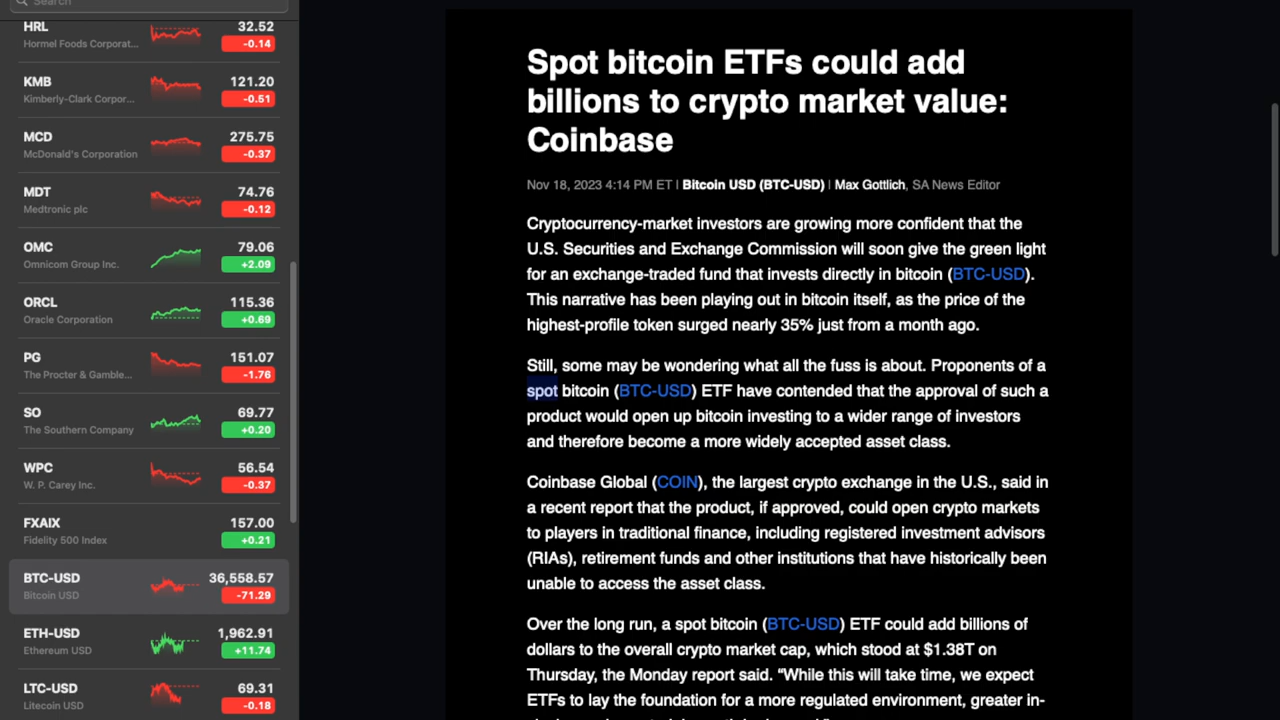 Search
HRL
32.52
Hormel Foods Corporat...
-0.14
KMB
121.20
Kimberly-Clark Corpor...
-0.51
MCD
275.75
McDonald's Corporation
-0.37
MDT
74.76
Medtronic plc
-0.12
OMC
79.06
Omnicom Group Inc.
+2.09
ORCL
115.36
Oracle Corporation
+0.69
PG
151.07
The Procter & Gamble...
-1.76
SO
69.77
The Southern Company
+0.20
WPC
56.54
W. P. Carey Inc.
-0.37
FXAIX
157.00
Fidelity 500 Index
+0.21
BTC-USD
36,558.57
Bitcoin USD
-71.29
ETH-USD
1,962.91
Ethereum USD
+11.74
LTC-USD
69.31
Litecoin USD
-0.18
Spot bitcoin ETFs could add
billions to crypto market value:
Coinbase
Nov 18, 2023 4:14 PM ET | Bitcoin USD (BTC-USD) | Max Gottlich, SA News Editor
Cryptocurrency-market investors are growing more confident that the
U.S. Securities and Exchange Commission will soon give the green light
for an exchange-traded fund that invests directly in bitcoin (BTC-USD).
This narrative has been playing out in bitcoin itself, as the price of the
highest-profile token surged nearly 35% just from a month ago.
Still, some may be wondering what all the fuss is about. Proponents of a
spot bitcoin (BTC-USD) ETF have contended that the approval of such a
product would open up bitcoin investing to a wider range of investors
and therefore become a more widely accepted asset class.
Coinbase Global (COIN), the largest crypto exchange in the U.S., said in
a recent report that the product, if approved, could open crypto markets
to players in traditional finance, including registered investment advisors
(RIAs), retirement funds and other institutions that have historically been
unable to access the asset class.
Over the long run, a spot bitcoin (BTC-USD) ETF could add billions of
dollars to the overall crypto market cap, which stood at $1.38T on
Thursday, the Monday report said. “While this will take time, we expect
ETFs to lay the foundation for a more regulated environment, greater in-